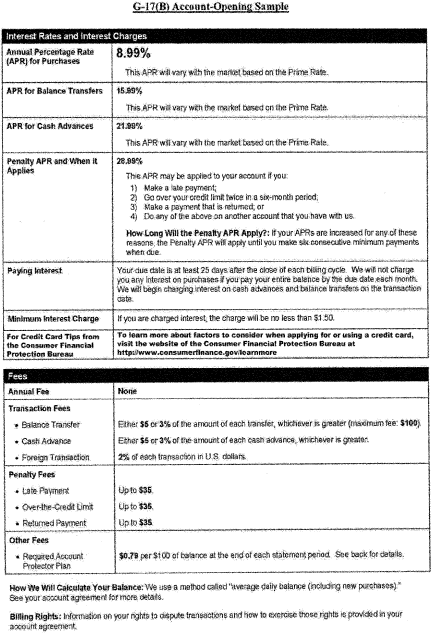 G-17(B) Account-Opening Sample
Interest Rates and Interest Charges
Annual Percentage Rate (APR) for Purchases
8.99%
This APR will vary with the market based on the Prime Rate.
APR for Balance Transfers
15.99%
This APR will vary with the market based on the Prime Rate.
APR for Cash Advances
21.99%
This APR will vary with the market based on the Prime Rate.
Penalty APR and When it Applies
28.99%
This APR may be applied to your account if you:
1) Make a late payment;
2) Go over your credit limit twice in a six-month period;
3) Make a payment that is returned; or
4) Do any of the above on another account that you have with us.
How Long Will the Penalty APR Apply?: If your APRs are increased for any of these
reasons, the Penalty APR will apply until you make six consecutive minimum payments
when due.
Paying Interest
Your due date is at least 25 days after the close of each billing cycle. We will not charge
you any interest on purchases if you pay your entire balance by the due date each month.
We will begin charging interest on cash advances and balance transfers on the transaction
date.
Minimum Interest Charge
If you are charged interest, the charge will be no less than $1.50.
For Credit Card Tips from
the Consumer Financial
Protection Bureau
To learn more about factors to consider when applying for or using a credit card,
visit the website of the Consumer Financial Protection Bureau at
http://www.consumerfinance.gov/learnmore
Fees
Annual Fee
None
Transaction Fees
• Balance Transfer
Either $5 or 3% of the amount of each transfer, whichever is greater (maximum fee: $100).
• Cash Advance
Either $5 or 3% of the amount of each cash advance, whichever is greater.
• Foreign Transaction
2% of each transaction in U.S. dollars.
Penalty Fees
• Late Payment
Up to $35.
• Over-the-Credit Limit
Up to $35.
• Returned Payment
Up to $35.
Other Fees
• Required Account
Protector Plan
$0.79 per $100 of balance at the end of each statement period. See back for details.
How We Will Calculate Your Balance: We use a method called "average daily balance (including new purchases)."
See your account agreement for more details.
Billing Rights: Information on your rights to dispute transactions and how to exercise those rights is provided in your
account agreement.